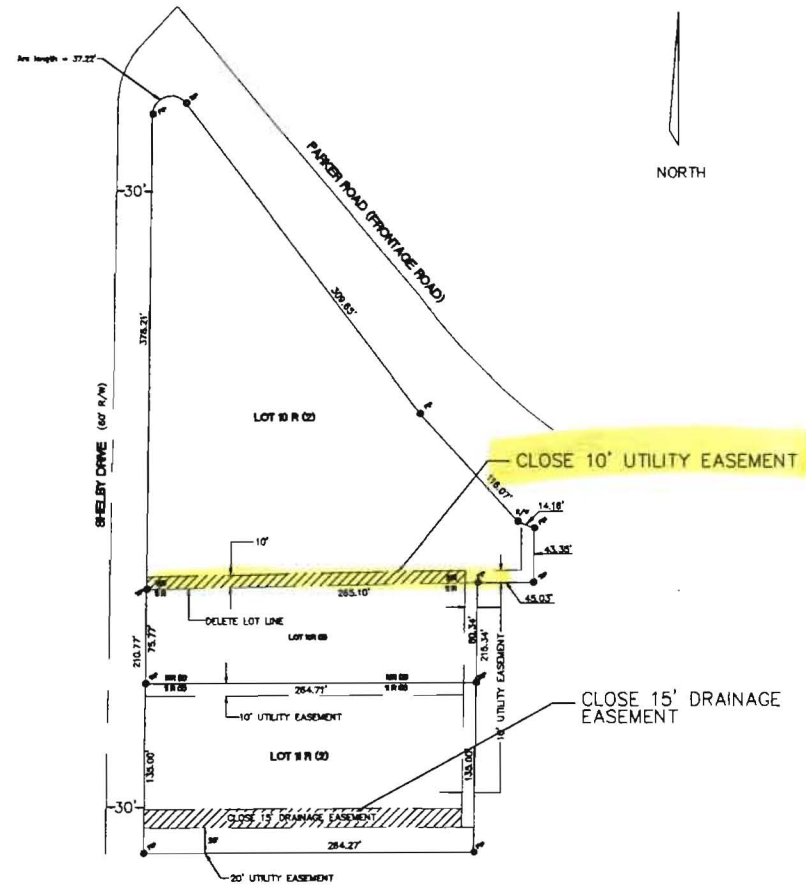 Arc length = 37.22'
NORTH
PARKER ROAD (FRONTAGE ROAD)
30'
309.65'
378.21'
LOT 10 R (2)
SHELBY DRIVE (60' R/W)
CLOSE 10' UTILITY EASEMENT
116.07'
R/W
14.16'
43.35'
10'
265.10'
45.03'
DELETE LOT LINE
210.77'
75.77'
80.34'
215.34'
264.71'
10' UTILITY EASEMENT
CLOSE 15' DRAINAGE
EASEMENT
LOT 11 R (2)
135.00'
135.00'
30'
CLOSE 15' DRAINAGE EASEMENT
264.27'
20' UTILITY EASEMENT